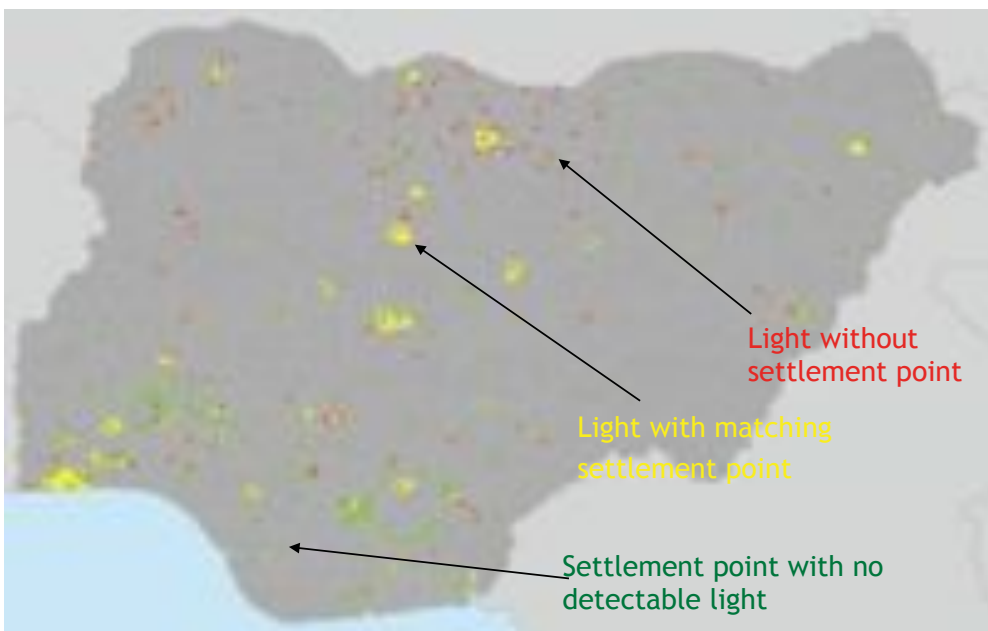 Light without
settlement point
Light with matching
settlement point
Settlement point with no
detectable light